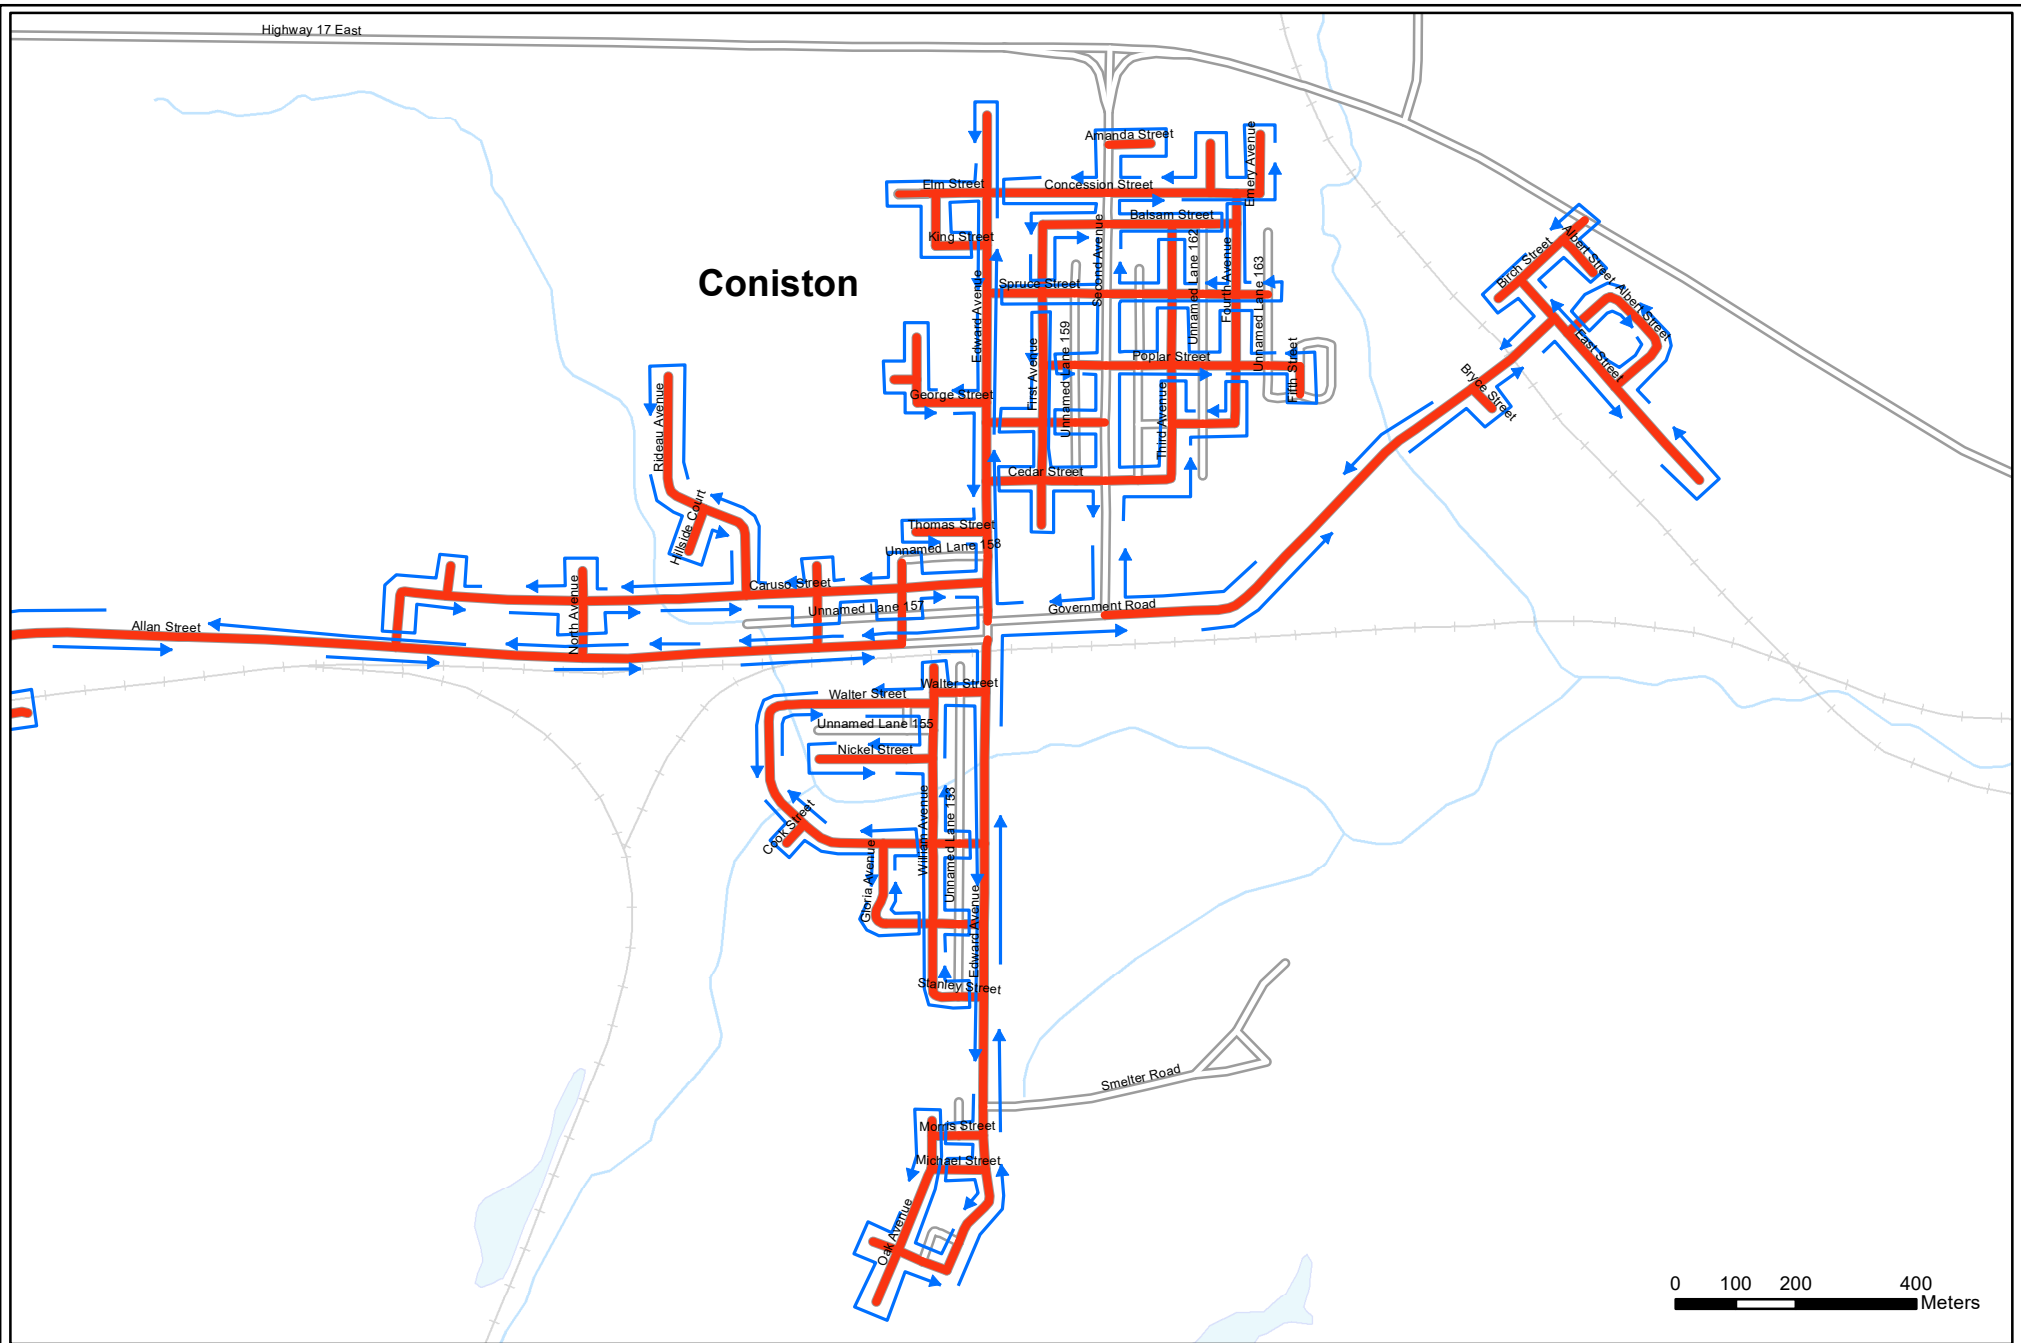 Highway 17 East
Amanda Street
Emery Avenue
Elm Street
Concession Street
Balsam Street
King Street
Second Avenue
Unnamed Lane 162
Fourth Avenue
Unnamed Lane 163
Albert Street
Birch Street
Albert Street
Coniston
Spruce Street
Edward Avenue
First Avenue
Unnamed Lane 159
Poplar Street
Fifth Street
East Street
Bryce Street
George Street
Third Avenue
Rideau Avenue
Cedar Street
Hillside Court
Thomas Street
Unnamed Lane 158
Caruso Street
Unnamed Lane 157
Government Road
North Avenue
Allan Street
Walter Street
Walter Street
Unnamed Lane 155
Nickel Street
Cook Street
William Avenue
Unnamed Lane 153
Gloria Avenue
Edward Avenue
Stanley Street
Smelter Road
Morris Street
Michael Street
Oak Avenue
0 100 200 400
Meters